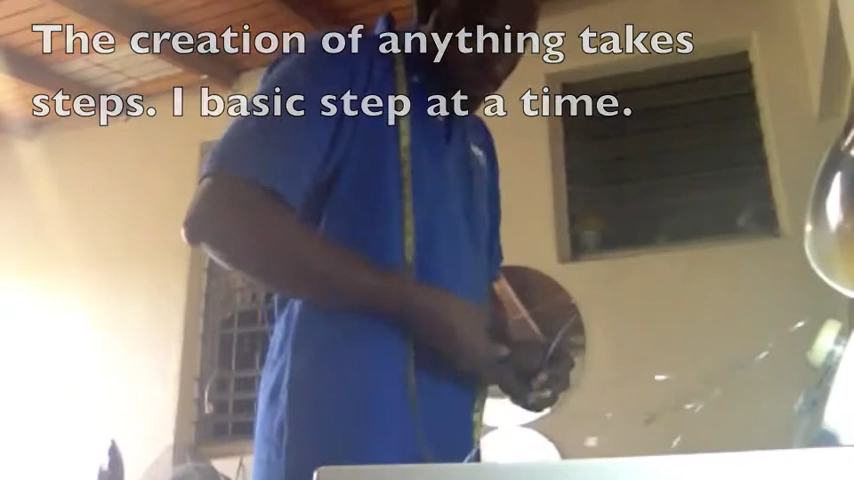 The creation of anything takes
steps. I basic step at a time.